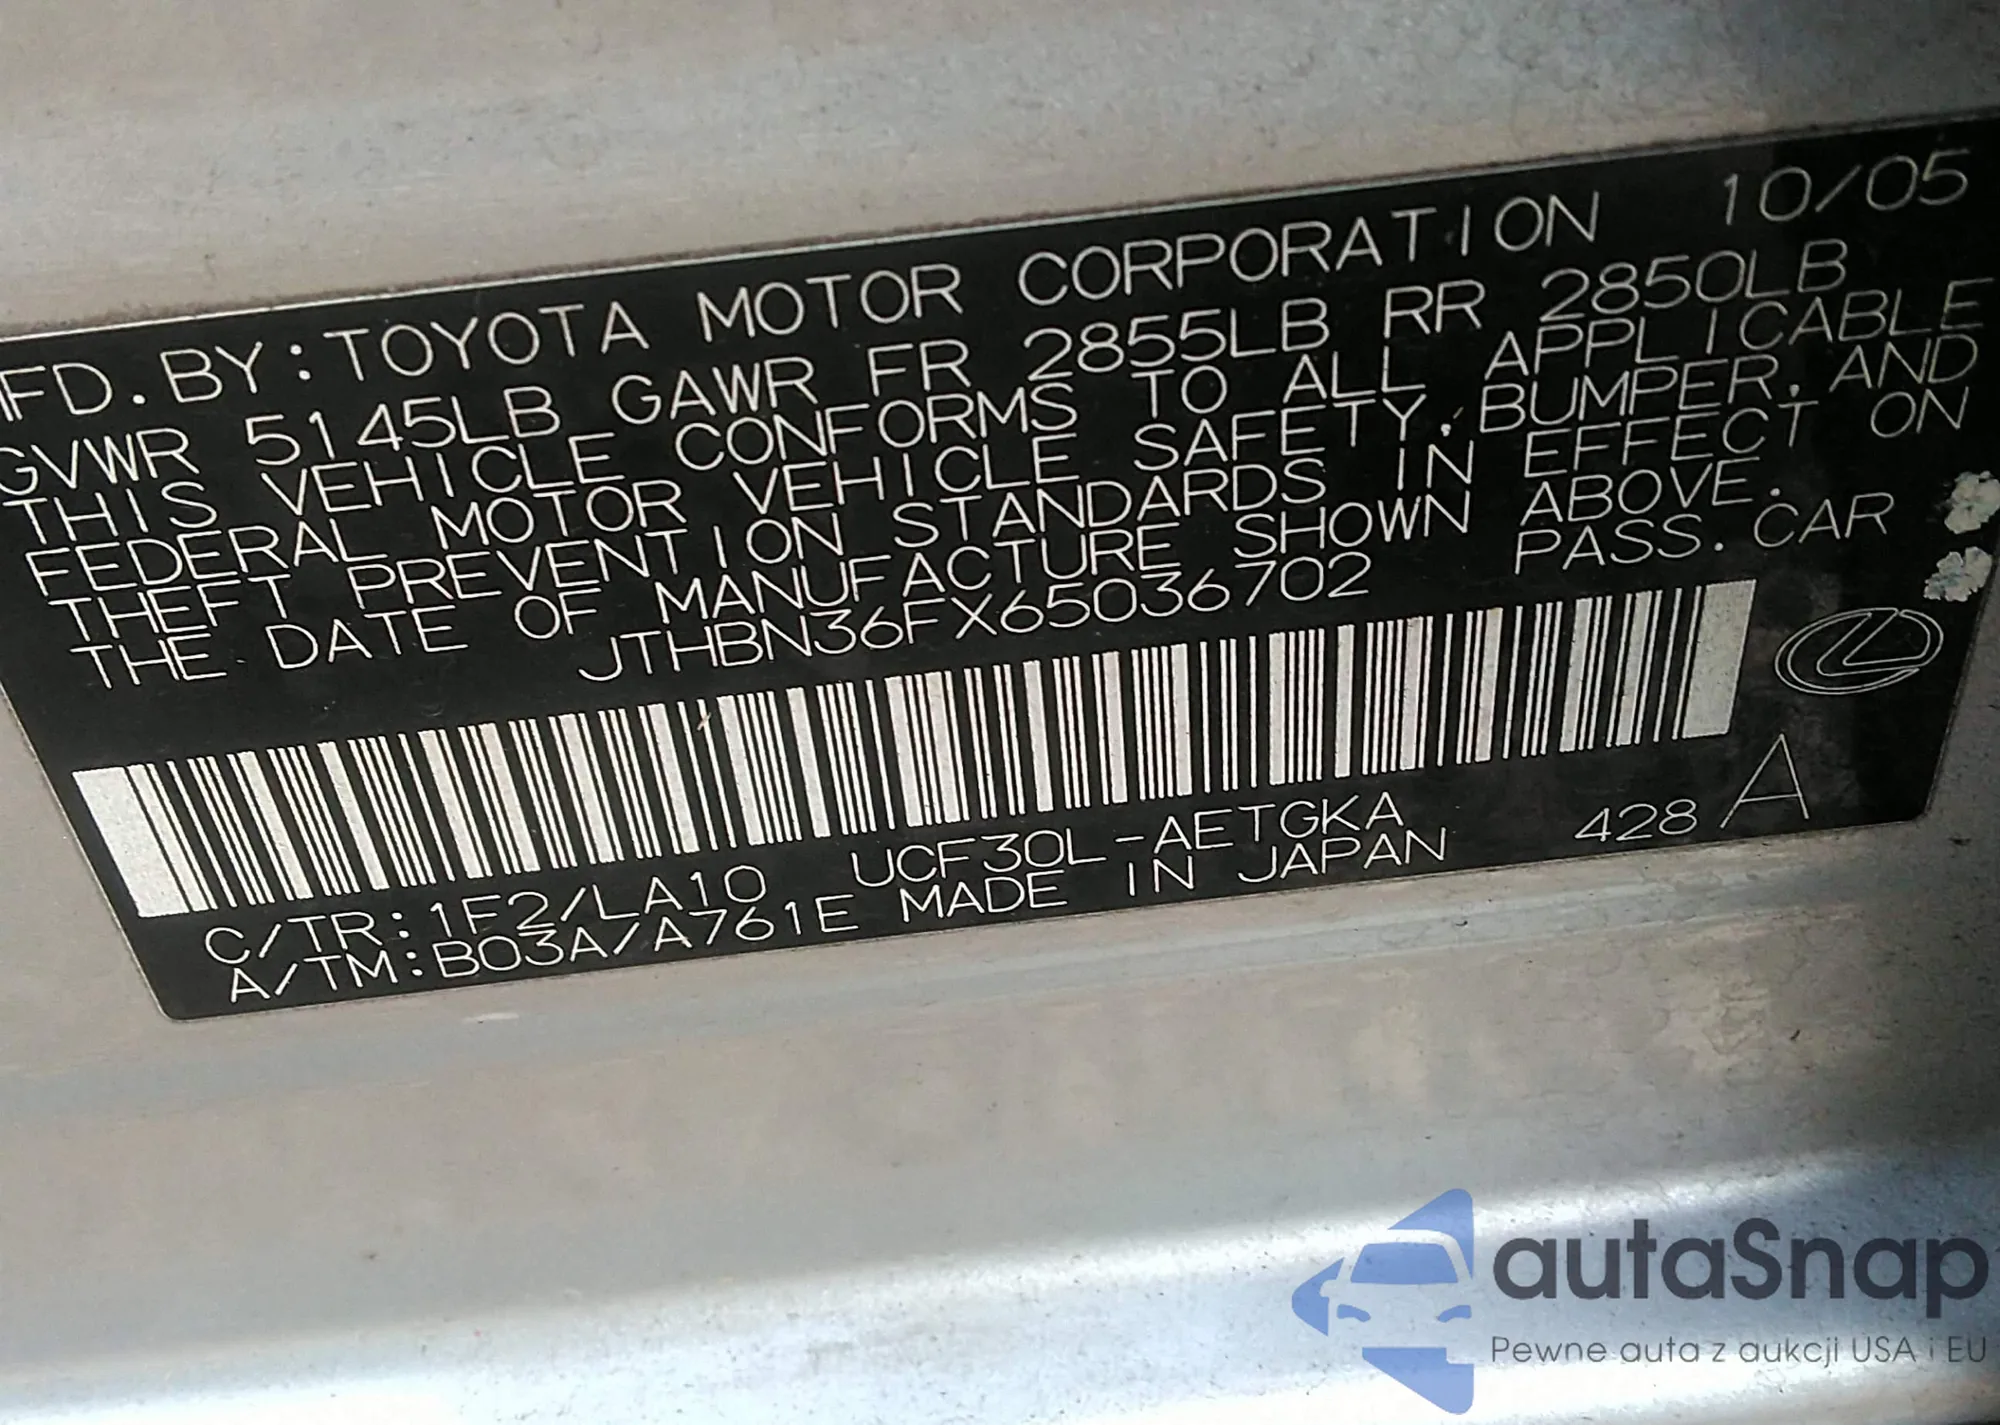 MFD. BY: TOYOTA MOTOR CORPORATION 10/05
GVWR 5145LB GAWR FR 2855LB RR 2850LB
THIS VEHICLE CONFORMS TO ALL APPLICABLE
FEDERAL MOTOR VEHICLE SAFETY, BUMPER, AND
THEFT PREVENTION STANDARDS IN EFFECT ON
THE DATE OF MANUFACTURE SHOWN ABOVE.
JTHBN36FX65036702 PASS. CAR
C/TR: 1F2/LA10 UCF30L-AETGKA 428 A
A/TM: B03A/A761E MADE IN JAPAN
autaSnap
Pewne auta z aukcji USA i EU